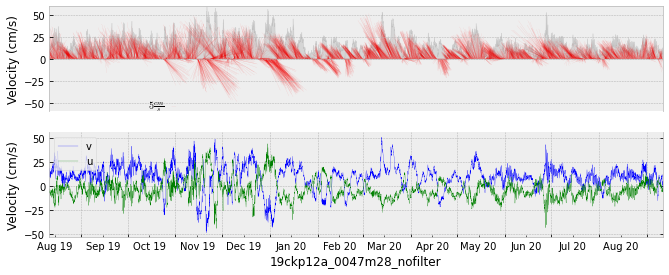 Velocity (cm/s)
50
25
0
−25
−50
5 cm/s
Velocity (cm/s)
50
25
0
−25
−50
v
u
Aug 19 Sep 19 Oct 19 Nov 19 Dec 19 Jan 20 Feb 20 Mar 20 Apr 20 May 20 Jun 20 Jul 20 Aug 20
19ckp12a_0047m28_nofilter